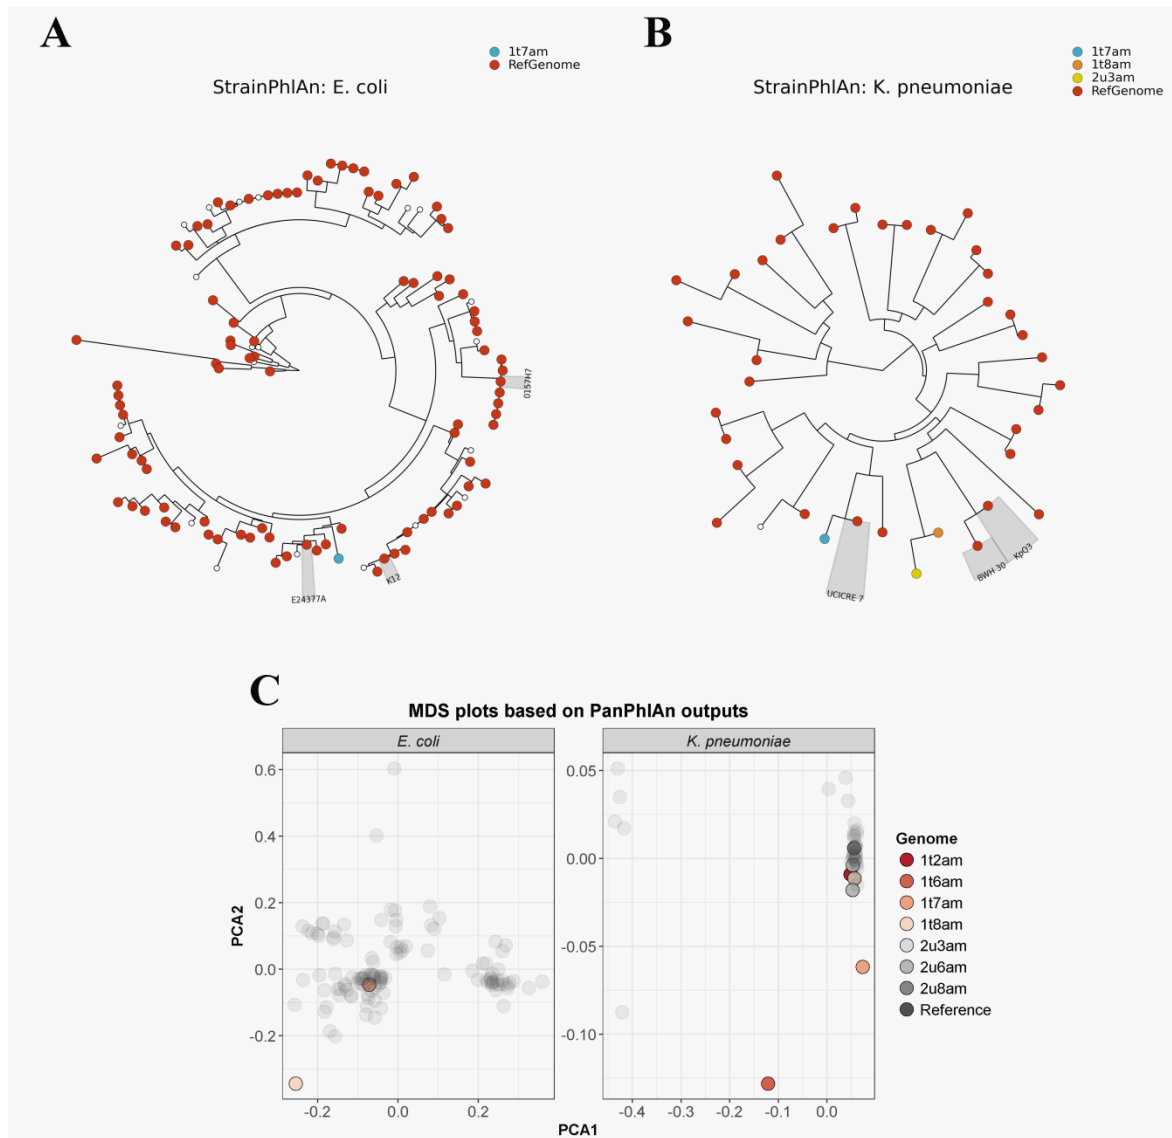 A
1t7am
RefGenome
StrainPhlAn: E. coli
0157H7
K12
E24377A
B
1t7am
1t8am
2u3am
RefGenome
StrainPhlAn: K. pneumoniae
KpO3
BWH 30
UCICRE 7
C
MDS plots based on PanPhlAn outputs
E. coli
K. pneumoniae
PCA2
0.6
0.4
0.2
0.0
-0.2
-0.2
0.0
0.2
0.05
0.00
-0.05
-0.10
-0.4
-0.3
-0.2
-0.1
0.0
PCA1
Genome
1t2am
1t6am
1t7am
1t8am
2u3am
2u6am
2u8am
Reference